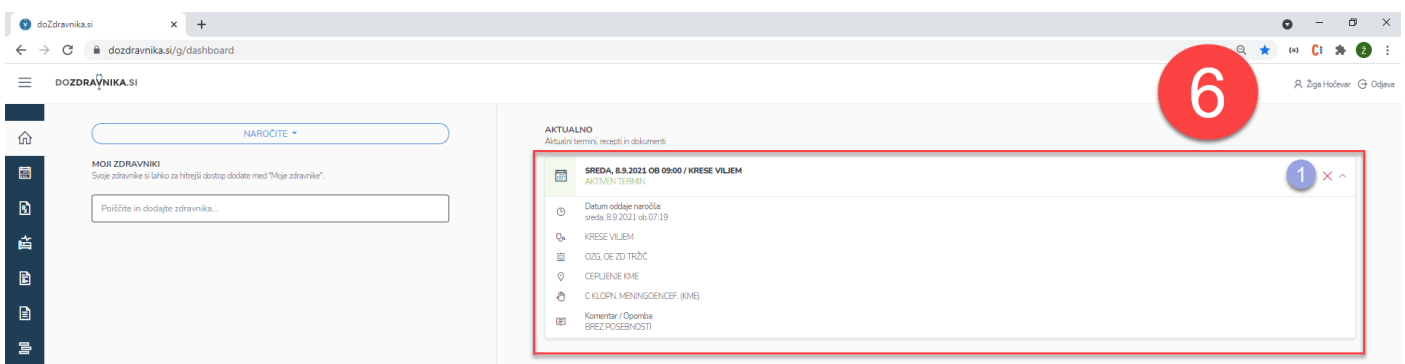 doZdravnika.si
dozdravnika.si/g/dashboard
Ž
6
DOZDRAVNIKA.SI
Žiga Hočevar
Odjava
NAROČITE
MOJI ZDRAVNIKI
Svoje zdravnike si lahko za hitrejši dostop dodate med "Moje zdravnike".
Poiščite in dodajte zdravnika...
AKTUALNO
Aktualni termini, recepti in dokumenti
SREDA, 8.9.2021 OB 09:00 / KRESE VILJEM
AKTIVEN TERMIN
1
Datum oddaje naročila:
sreda, 8.9.2021 ob 07:19
KRESE VILJEM
OZG, OE ZD TRŽIČ
CEPLJENJE KME
C KLOPN. MENINGOENCEF. (KME)
Komentar / Opomba
BREZ POSEBNOSTI